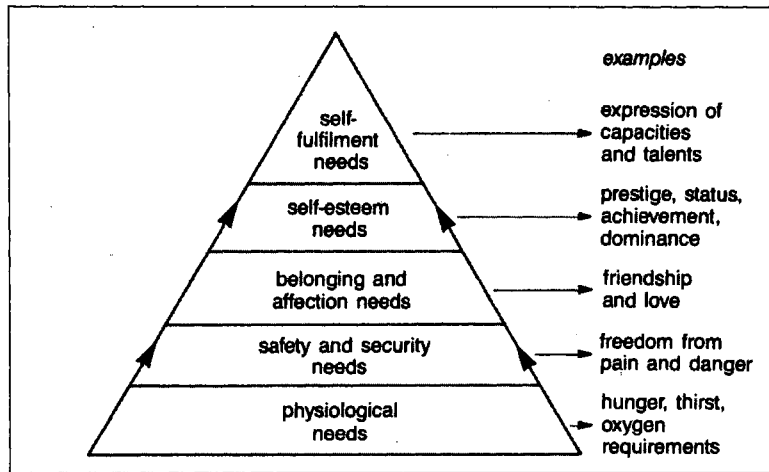 examples
self-
fulfilment
needs
expression of
capacities
and talents
self-esteem
needs
prestige, status,
achievement,
dominance
belonging and
affection needs
friendship
and love
safety and security
needs
freedom from
pain and danger
physiological
needs
hunger, thirst,
oxygen
requirements